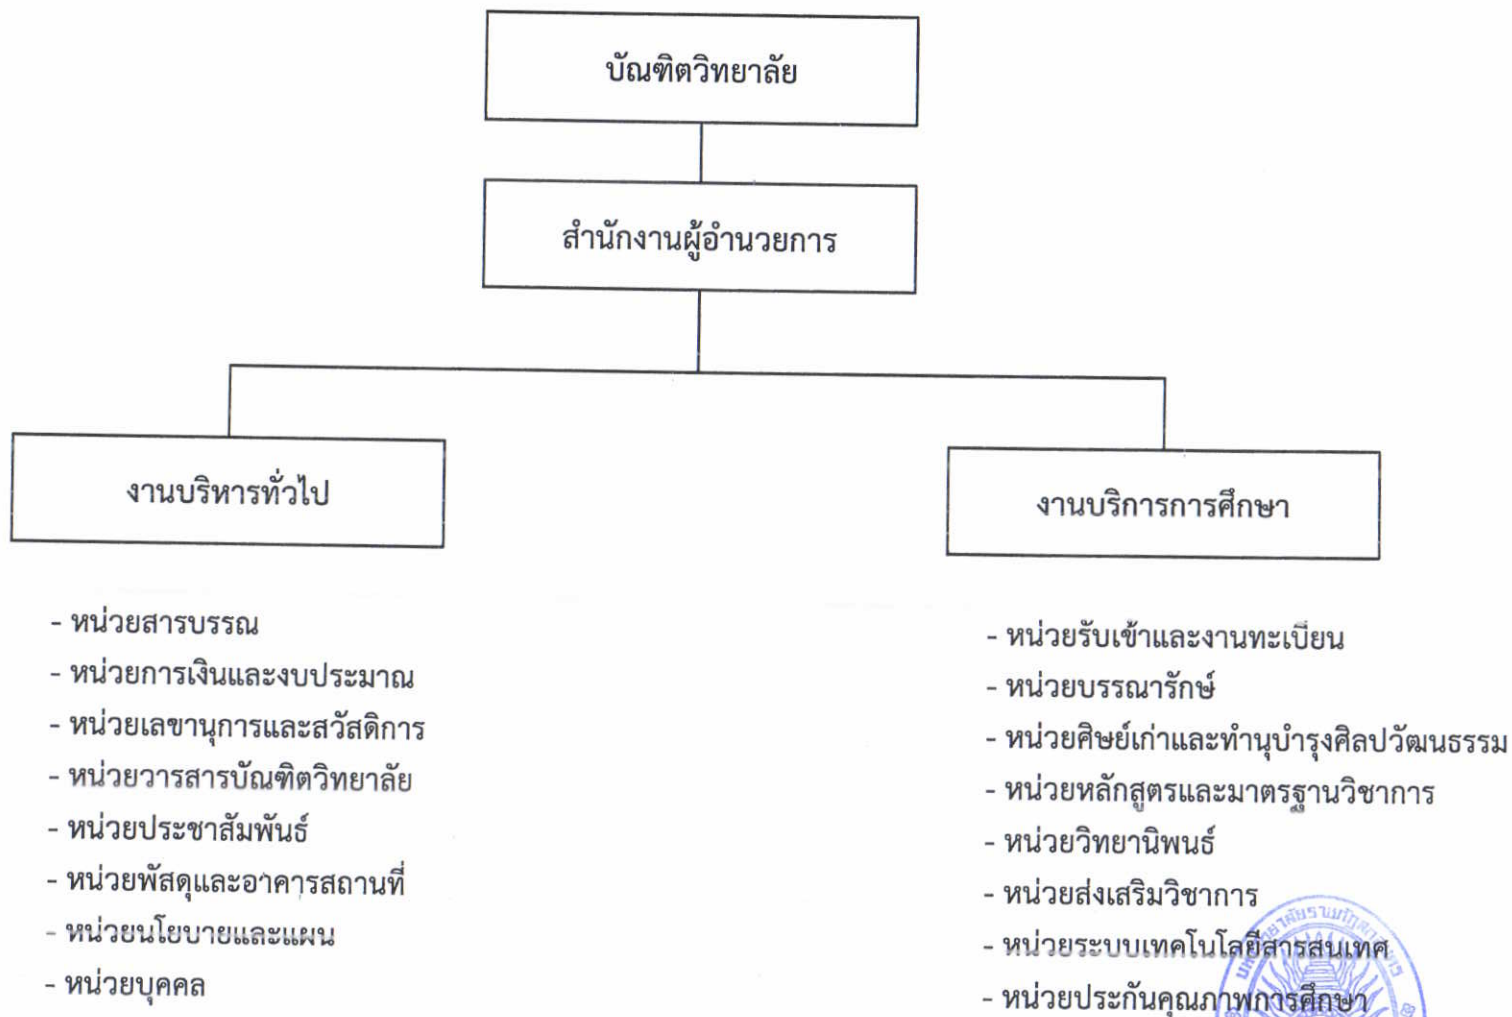 บัณฑิตวิทยาลัย
สำนักงานผู้อำนวยการ
งานบริหารทั่วไป
- หน่วยสารบรรณ
- หน่วยการเงินและงบประมาณ
- หน่วยเลขานุการและสวัสดิการ
- หน่วยวารสารบัณฑิตวิทยาลัย
- หน่วยประชาสัมพันธ์
- หน่วยพัสดุและอาคารสถานที่
- หน่วยนโยบายและแผน
- หน่วยบุคคล
งานบริการการศึกษา
- หน่วยรับเข้าและงานทะเบียน
- หน่วยบรรณารักษ์
- หน่วยศิษย์เก่าและทำนุบำรุงศิลปวัฒนธรรม
- หน่วยหลักสูตรและมาตรฐานวิชาการ
- หน่วยวิทยานิพนธ์
- หน่วยส่งเสริมวิชาการ
- หน่วยระบบเทคโนโลยีสารสนเทศ
- หน่วยประกันคุณภาพการศึกษา